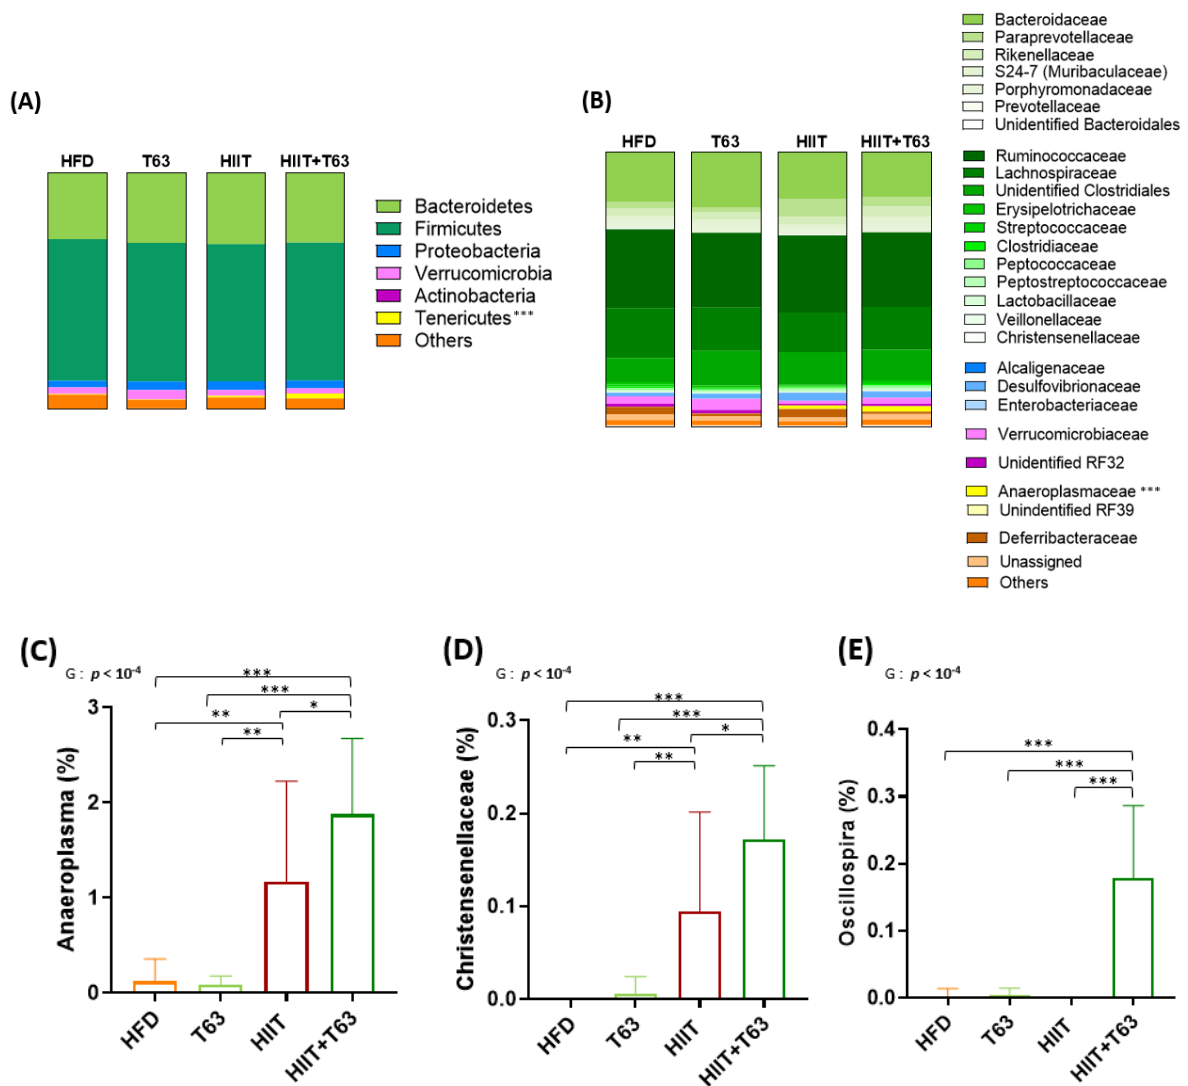 (A)
HFD T63 HIIT HIIT+T63
Bacteroidetes
Firmicutes
Proteobacteria
Verrucomicrobia
Actinobacteria
Tenericutes***
Others
(B)
HFD T63 HIIT HIIT+T63
Bacteroidaceae
Paraprevotellaceae
Rikenellaceae
S24-7 (Muribaculaceae)
Porphyromonadaceae
Prevotellaceae
Unidentified Bacteroidales
Ruminococcaceae
Lachnospiraceae
Unidentified Clostridiales
Erysipelotrichaceae
Streptococcaceae
Clostridiaceae
Peptococcaceae
Peptostreptococcaceae
Lactobacillaceae
Veillonellaceae
Christensenellaceae
Alcaligenaceae
Desulfovibrionaceae
Enterobacteriaceae
Verrucomicrobiaceae
Unidentified RF32
Anaeroplasmaceae ***
Unindentified RF39
Deferribacteraceae
Unassigned
Others
(C)
G : p < 10-4
***
***
*
**
**
Anaeroplasma (%)
3
2
1
0
HFD
T63
HIIT
HIIT+T63
(D)
G : p < 10-4
***
***
*
**
**
Christensenellaceae (%)
0.3
0.2
0.1
0.0
HFD
T63
HIIT
HIIT+T63
(E)
G : p < 10-4
***
***
***
Oscillospira (%)
0.4
0.3
0.2
0.1
0.0
HFD
T63
HIIT
HIIT+T63